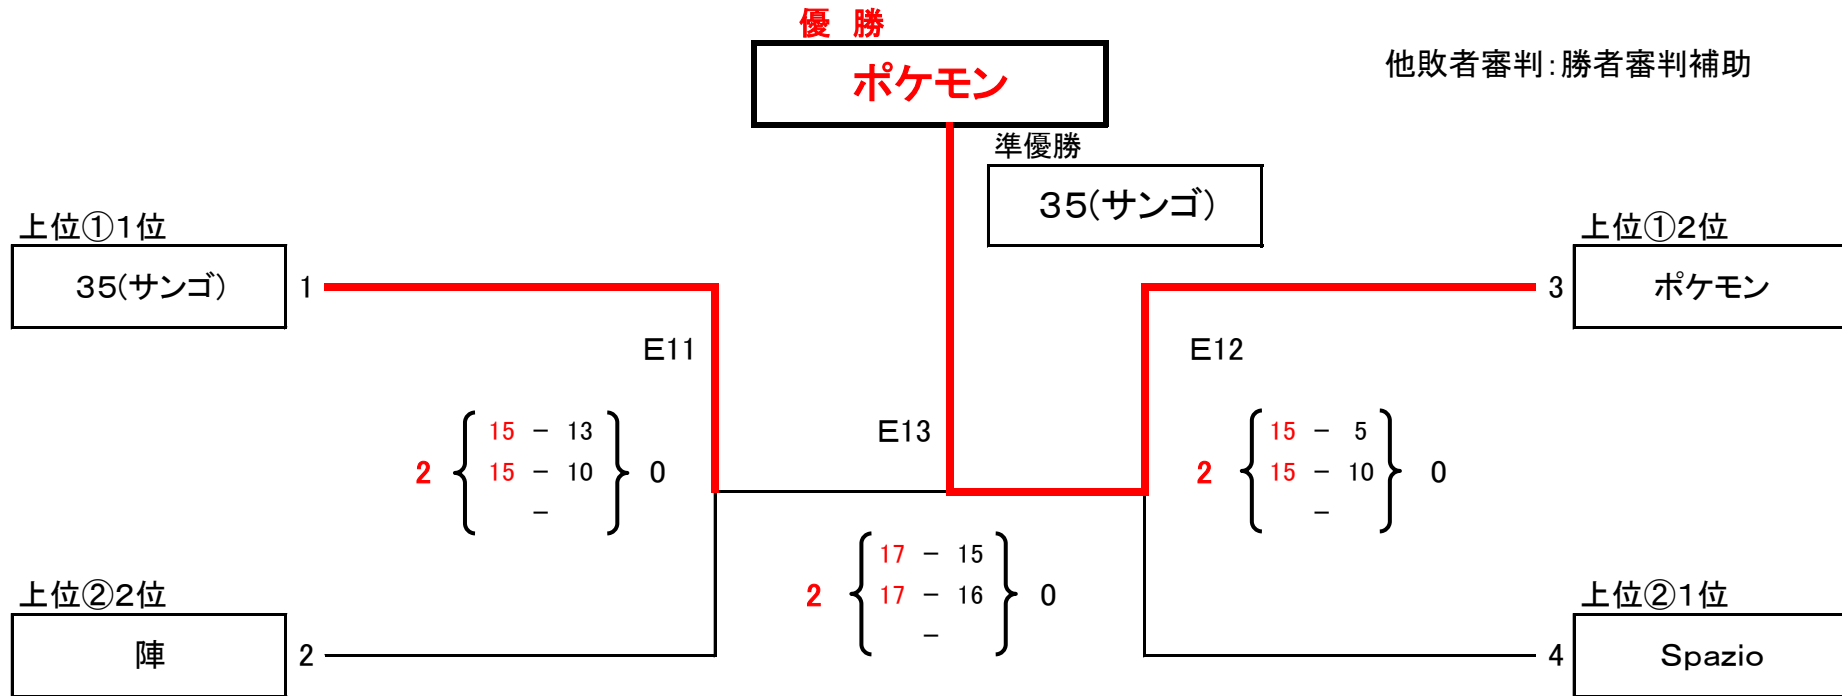 優 勝
ポケモン
他敗者審判：勝者審判補助
準優勝
35(サンゴ)
上位①1位
35(サンゴ)
1
上位①2位
3
ポケモン
E11
E12
E13
2
15 － 13
15 － 10
－
0
2
15 － 5
15 － 10
－
0
2
17 － 15
17 － 16
－
0
上位②2位
陣
2
上位②1位
4
Spazio